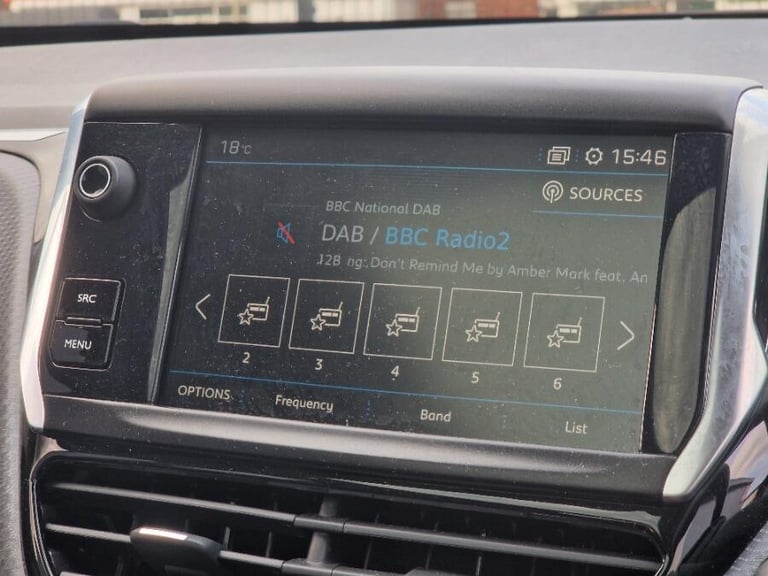 18°C
15:46
SOURCES
BBC National DAB
DAB / BBC Radio2
12B ng: Don't Remind Me by Amber Mark feat. An
SRC
MENU
2
3
4
5
6
OPTIONS
Frequency
Band
List